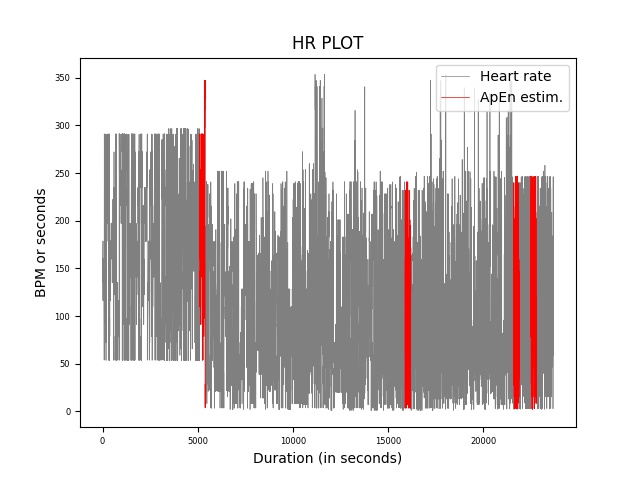 HR PLOT
Heart rate
ApEn estim.
BPM or seconds
350
300
250
200
150
100
50
0
0 5000 10000 15000 20000
Duration (in seconds)